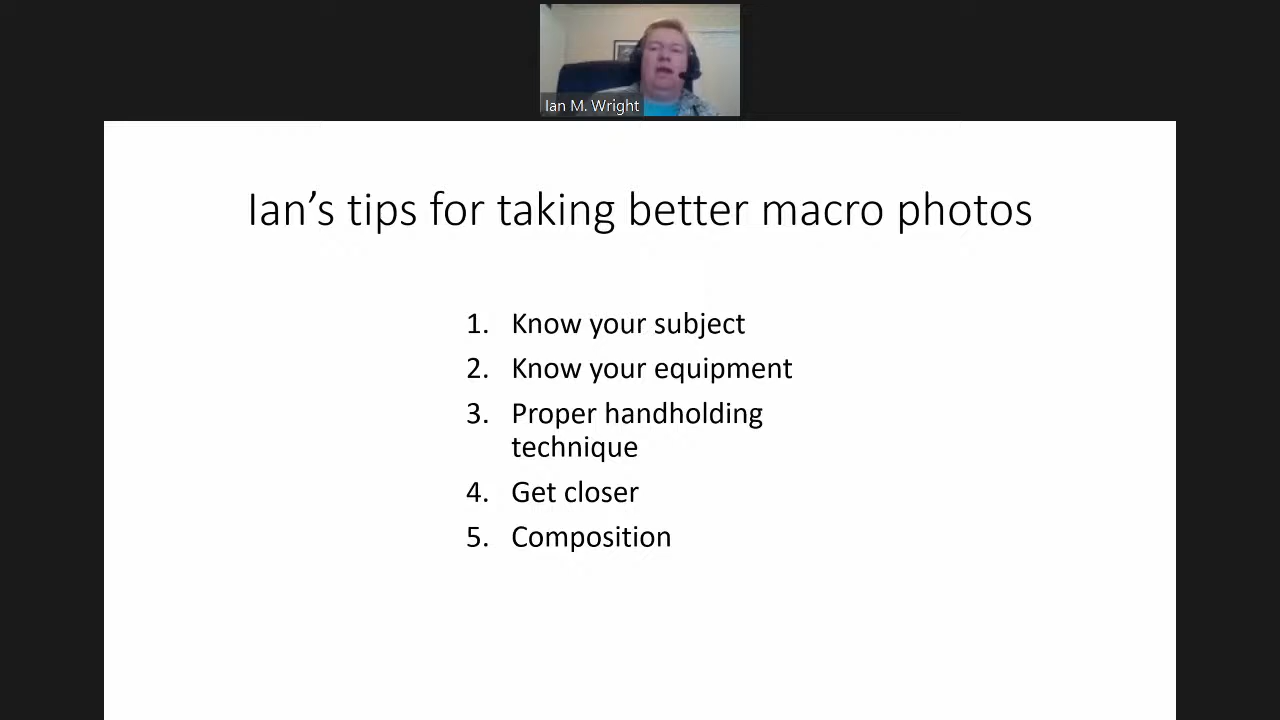 Ian M. Wright
Ian’s tips for taking better macro photos
1. Know your subject
2. Know your equipment
3. Proper handholding
technique
4. Get closer
5. Composition